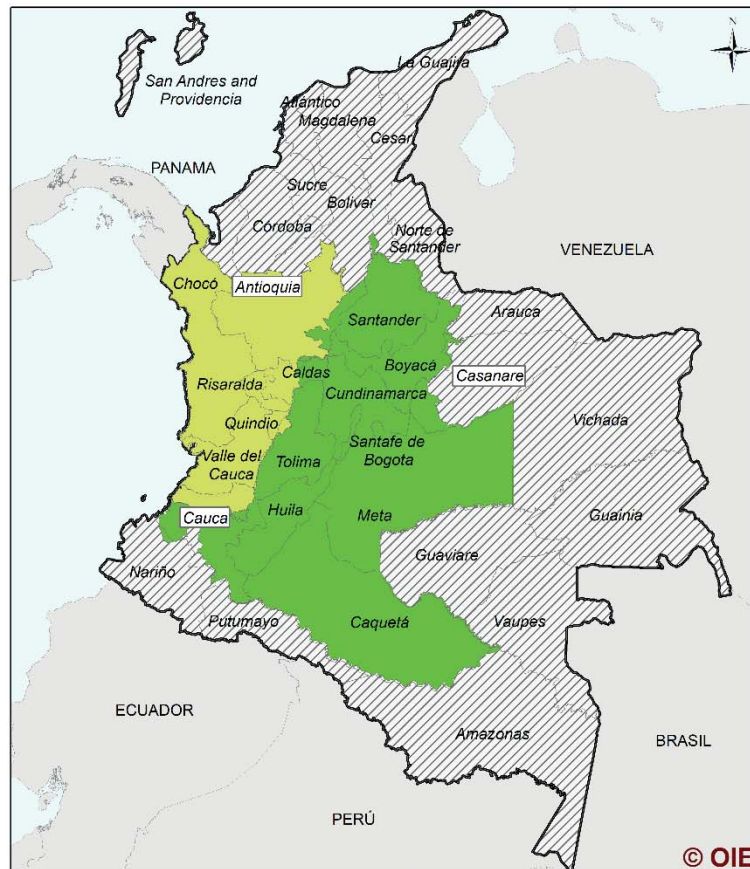 N
La Guajira
San Andres and
Providencia
Atlántico
Magdalena
Cesar
PANAMA
Sucre
Bolivar
Córdoba
Norte de
Santander
VENEZUELA
Chocó
Antioquia
Arauca
Santander
Boyacá
Caldas
Casanare
Risaralda
Cundinamarca
Vichada
Quindio
Santafe de
Bogota
Valle del
Cauca
Tolima
Cauca
Huila
Meta
Guainia
Guaviare
Nariño
Putumayo
Caquetá
Vaupes
ECUADOR
Amazonas
BRASIL
PERÚ
© OIE